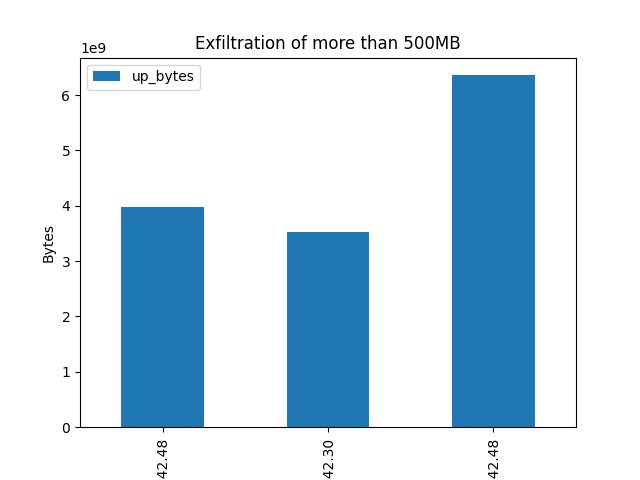 Exfiltration of more than 500MB
1e9
up_bytes
6
5
4
3
2
1
0
Bytes
42.48
42.30
42.48